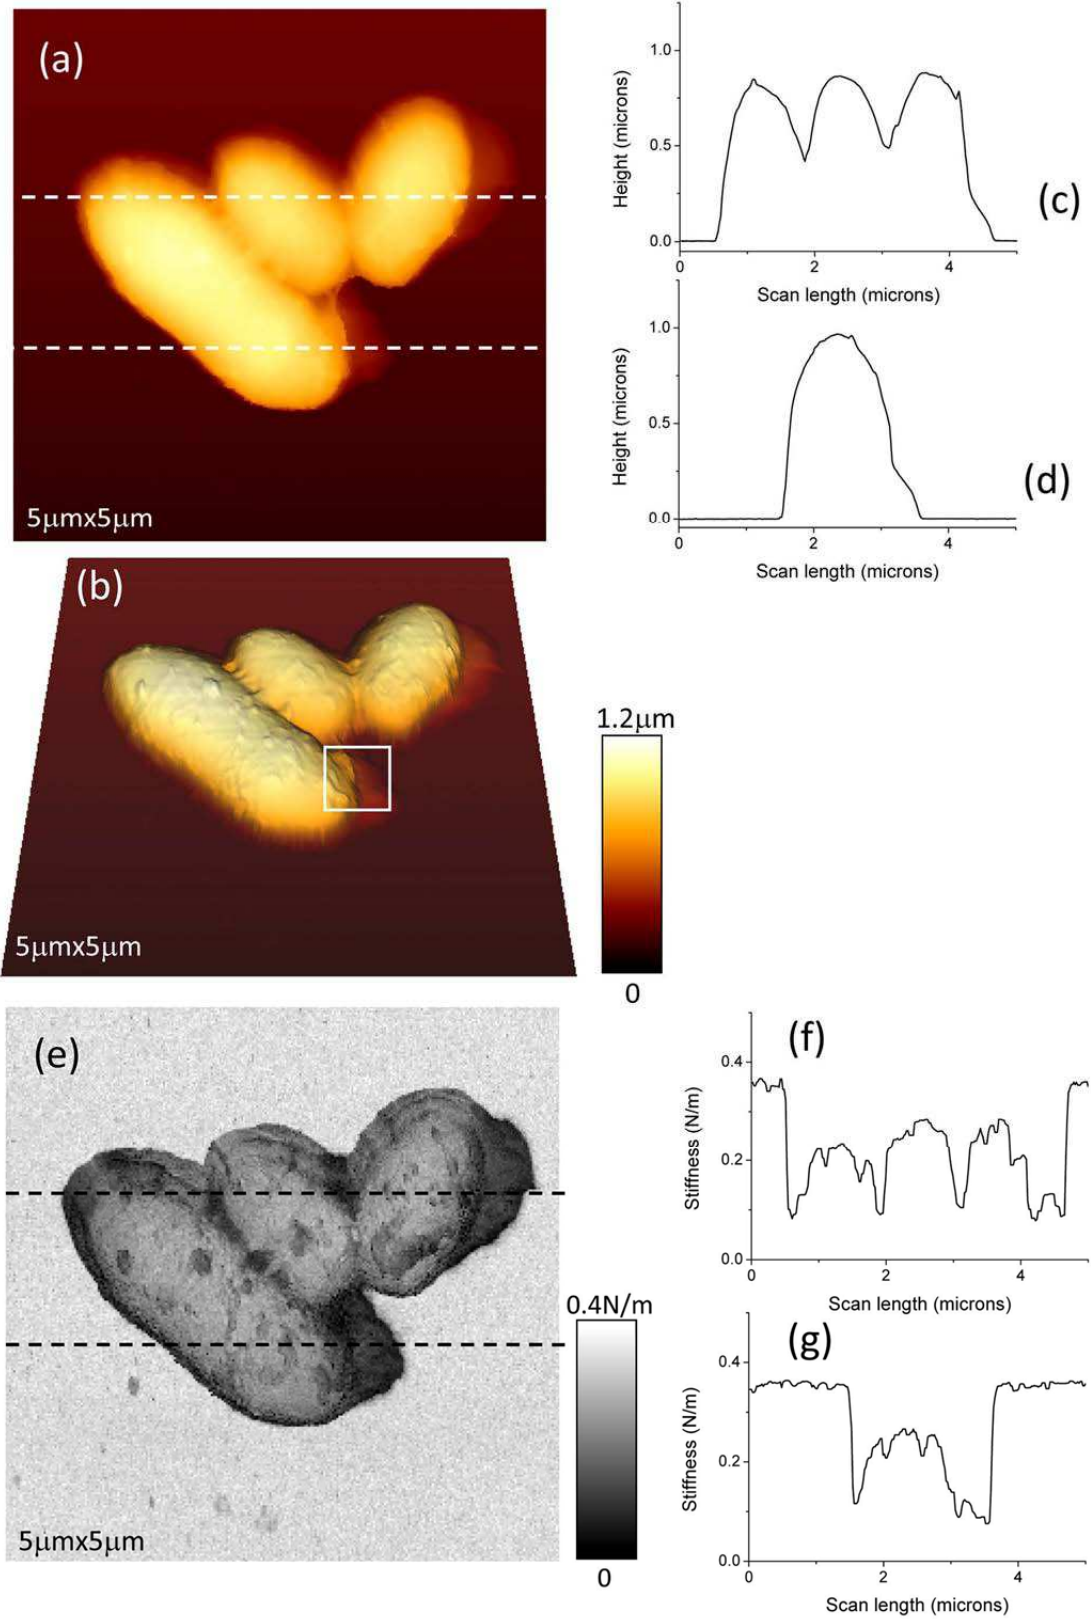 (a)
5μmx5μm
(b)
5μmx5μm
1.2μm
0
Height (microns)
1.0
0.5
0.0
0 2 4
Scan length (microns)
(c)
Height (microns)
1.0
0.5
0.0
0 2 4
Scan length (microns)
(d)
(e)
5μmx5μm
0.4N/m
0
(f)
Stiffness (N/m)
0.4
0.2
0.0
0 2 4
Scan length (microns)
(g)
Stiffness (N/m)
0.4
0.2
0.0
0 2 4
Scan length (microns)